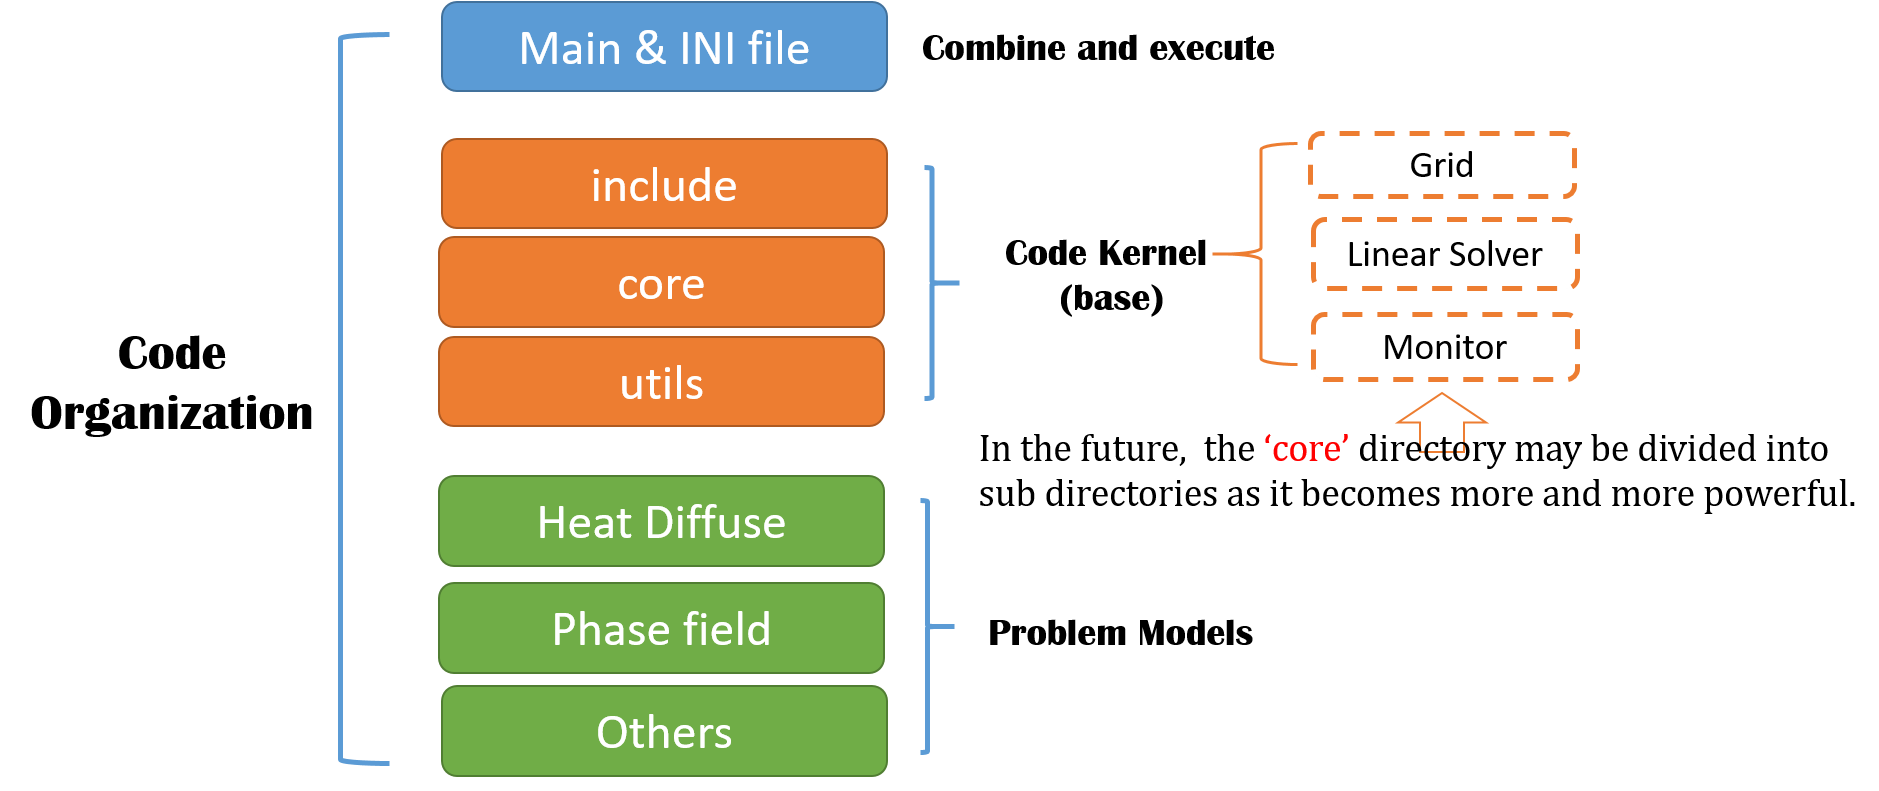 Main & INI file
Combine and execute
include
core
utils
Code Kernel
(base)
Grid
Linear Solver
Monitor
Code
Organization
In the future, the ‘core’ directory may be divided into
sub directories as it becomes more and more powerful.
Heat Diffuse
Phase field
Others
Problem Models